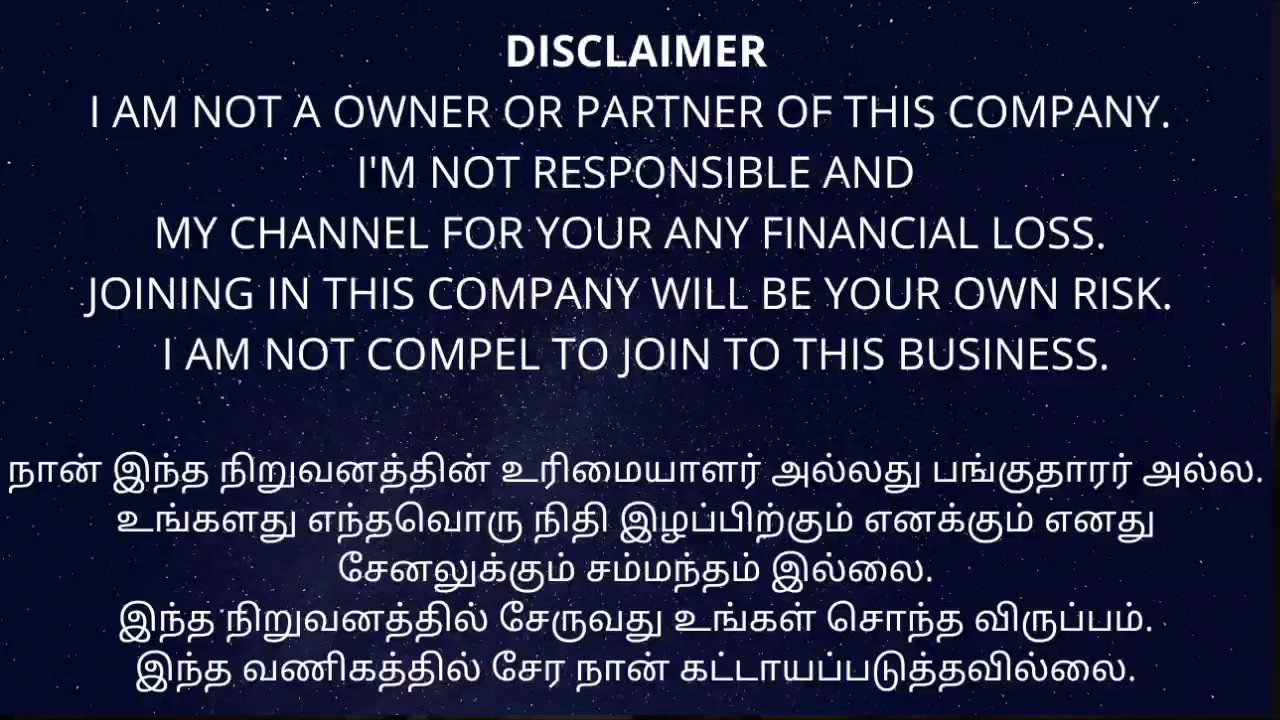 DISCLAIMER
I AM NOT A OWNER OR PARTNER OF THIS COMPANY.
I'M NOT RESPONSIBLE AND
MY CHANNEL FOR YOUR ANY FINANCIAL LOSS.
JOINING IN THIS COMPANY WILL BE YOUR OWN RISK.
I AM NOT COMPEL TO JOIN TO THIS BUSINESS.
நான் இந்த நிறுவனத்தின் உரிமையாளர் அல்லது பங்குதாரர் அல்ல.
உங்களது எந்தவொரு நிதி இழப்பிற்கும் எனக்கும் எனது
சேனலுக்கும் சம்மந்தம் இல்லை.
இந்த நிறுவனத்தில் சேருவது உங்கள் சொந்த விருப்பம்.
இந்த வணிகத்தில் சேர நான் கட்டாயப்படுத்தவில்லை.